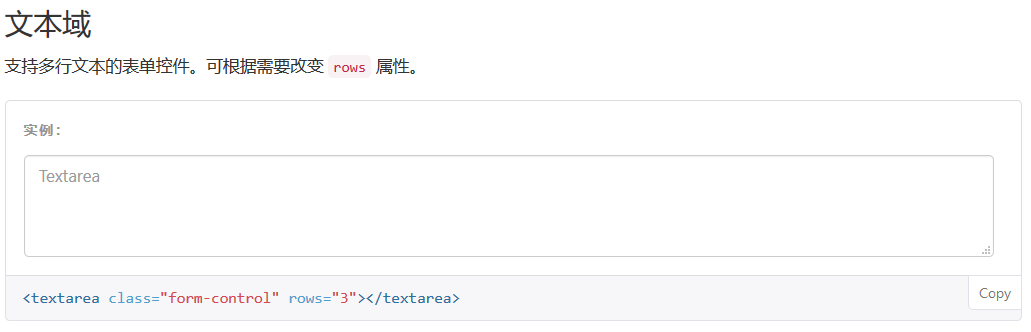 文本域
支持多行文本的表单控件。可根据需要改变 rows 属性。
实例：
Textarea
<textarea class="form-control" rows="3"></textarea>
Copy